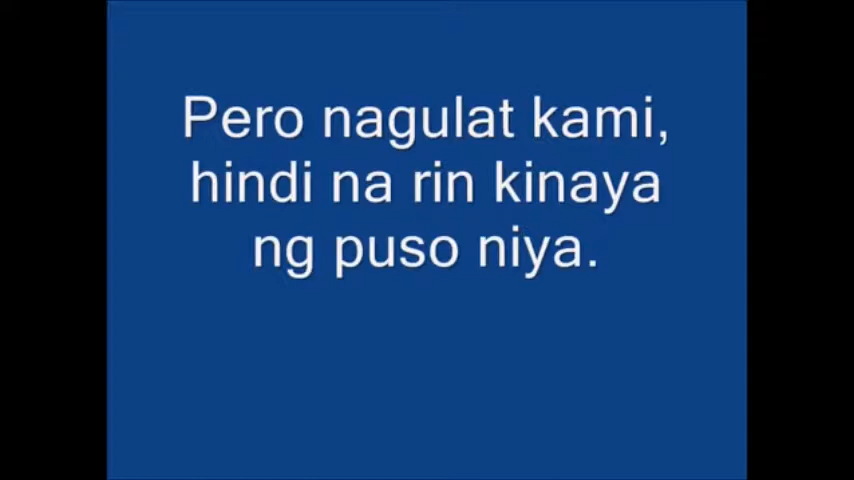 Pero nagulat kami,
hindi na rin kinaya
ng puso niya.